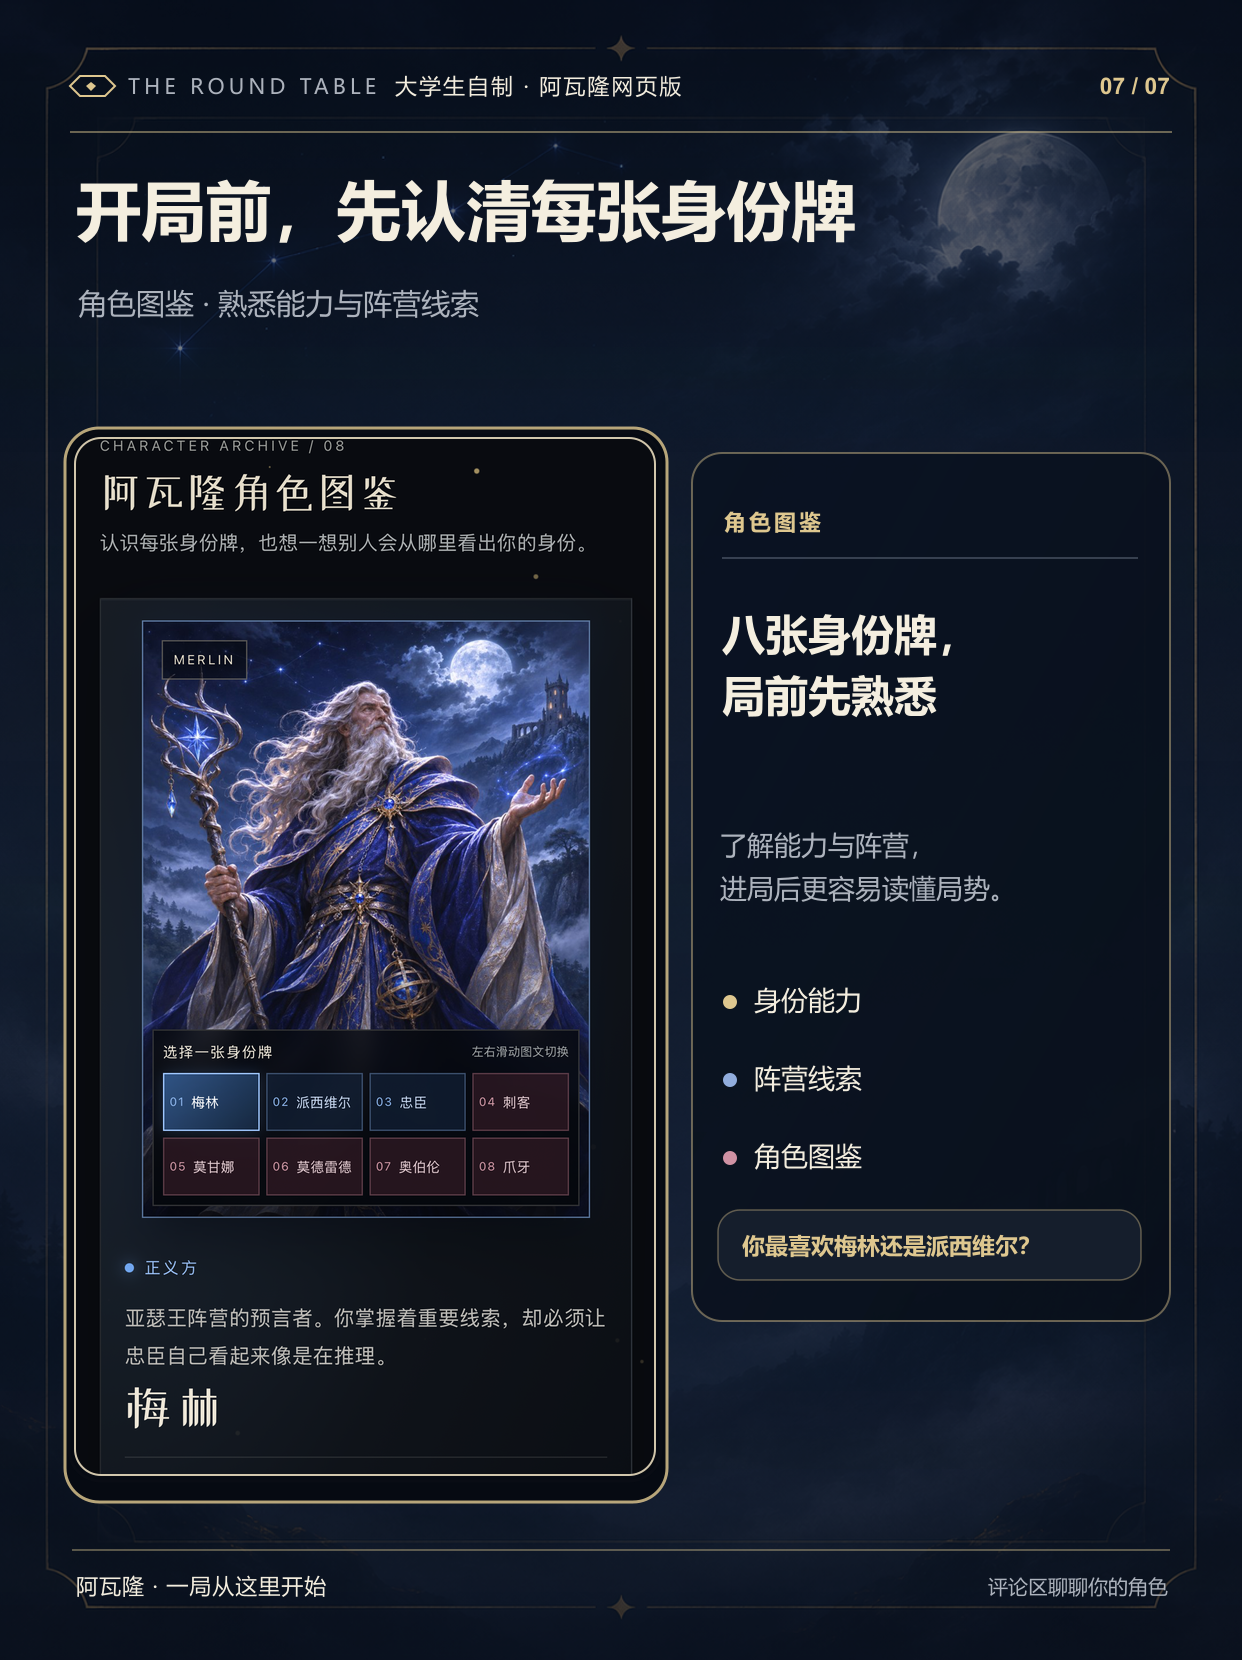 THE ROUND TABLE 大学生自制 · 阿瓦隆网页版
07 / 07
开局前，先认清每张身份牌
角色图鉴 · 熟悉能力与阵营线索
CHARACTER ARCHIVE / 08
阿瓦隆角色图鉴
认识每张身份牌，也想一想别人会从哪里看出你的身份。
MERLIN
选择一张身份牌
左右滑动图文切换
01 梅林
02 派西维尔
03 忠臣
04 刺客
05 莫甘娜
06 莫德雷德
07 奥伯伦
08 爪牙
正义方
亚瑟王阵营的预言者。你掌握着重要线索，却必须让
忠臣自己看起来像是在推理。
梅林
角色图鉴
八张身份牌，
局前先熟悉
了解能力与阵营，
进局后更容易读懂局势。
身份能力
阵营线索
角色图鉴
你最喜欢梅林还是派西维尔？
阿瓦隆 · 一局从这里开始
评论区聊聊你的角色